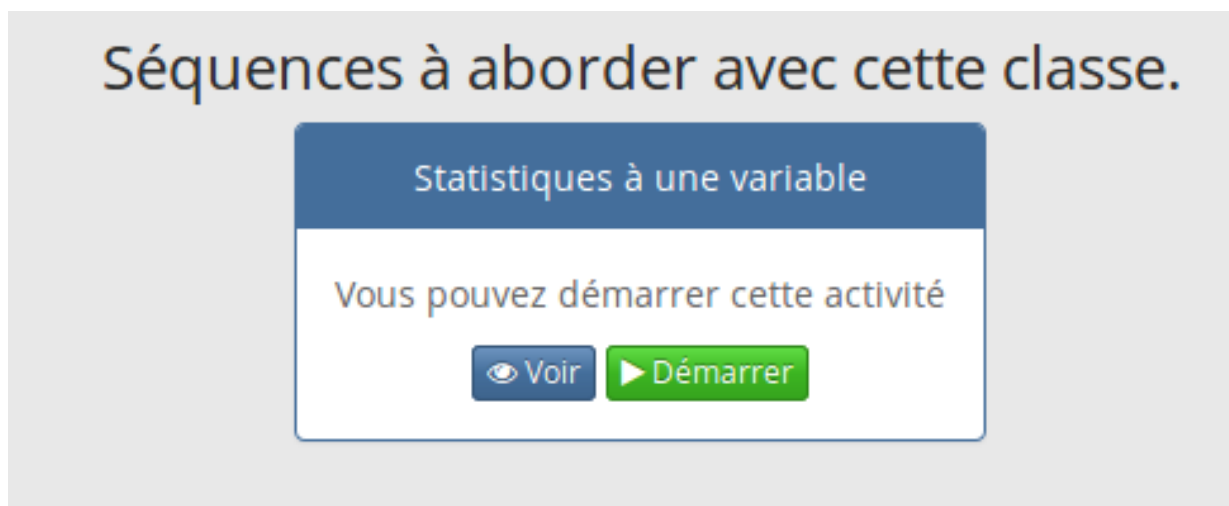 Séquences à aborder avec cette classe.
Statistiques à une variable
Vous pouvez démarrer cette activité
Voir Démarrer